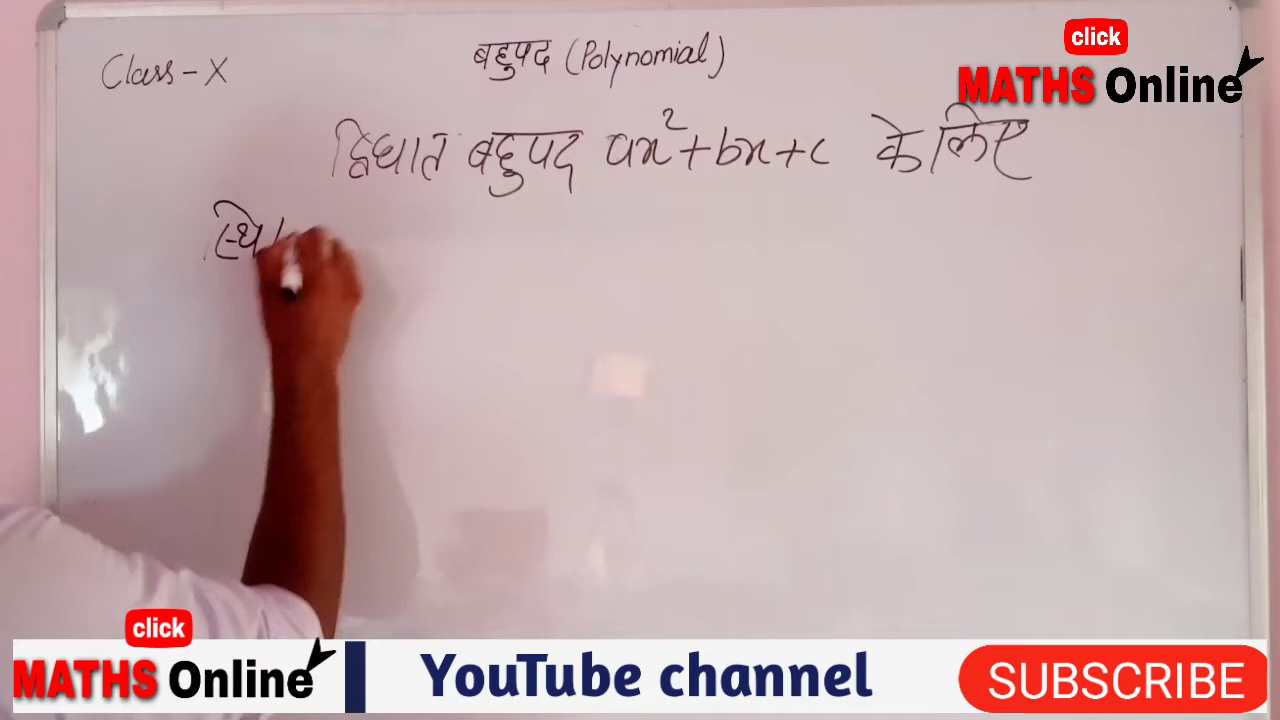 Class - X
बहुपद (Polynomial)
click
MATHS Online
द्विघात बहुपद ax²+bx+c के लिए
click
MATHS Online
YouTube channel
SUBSCRIBE